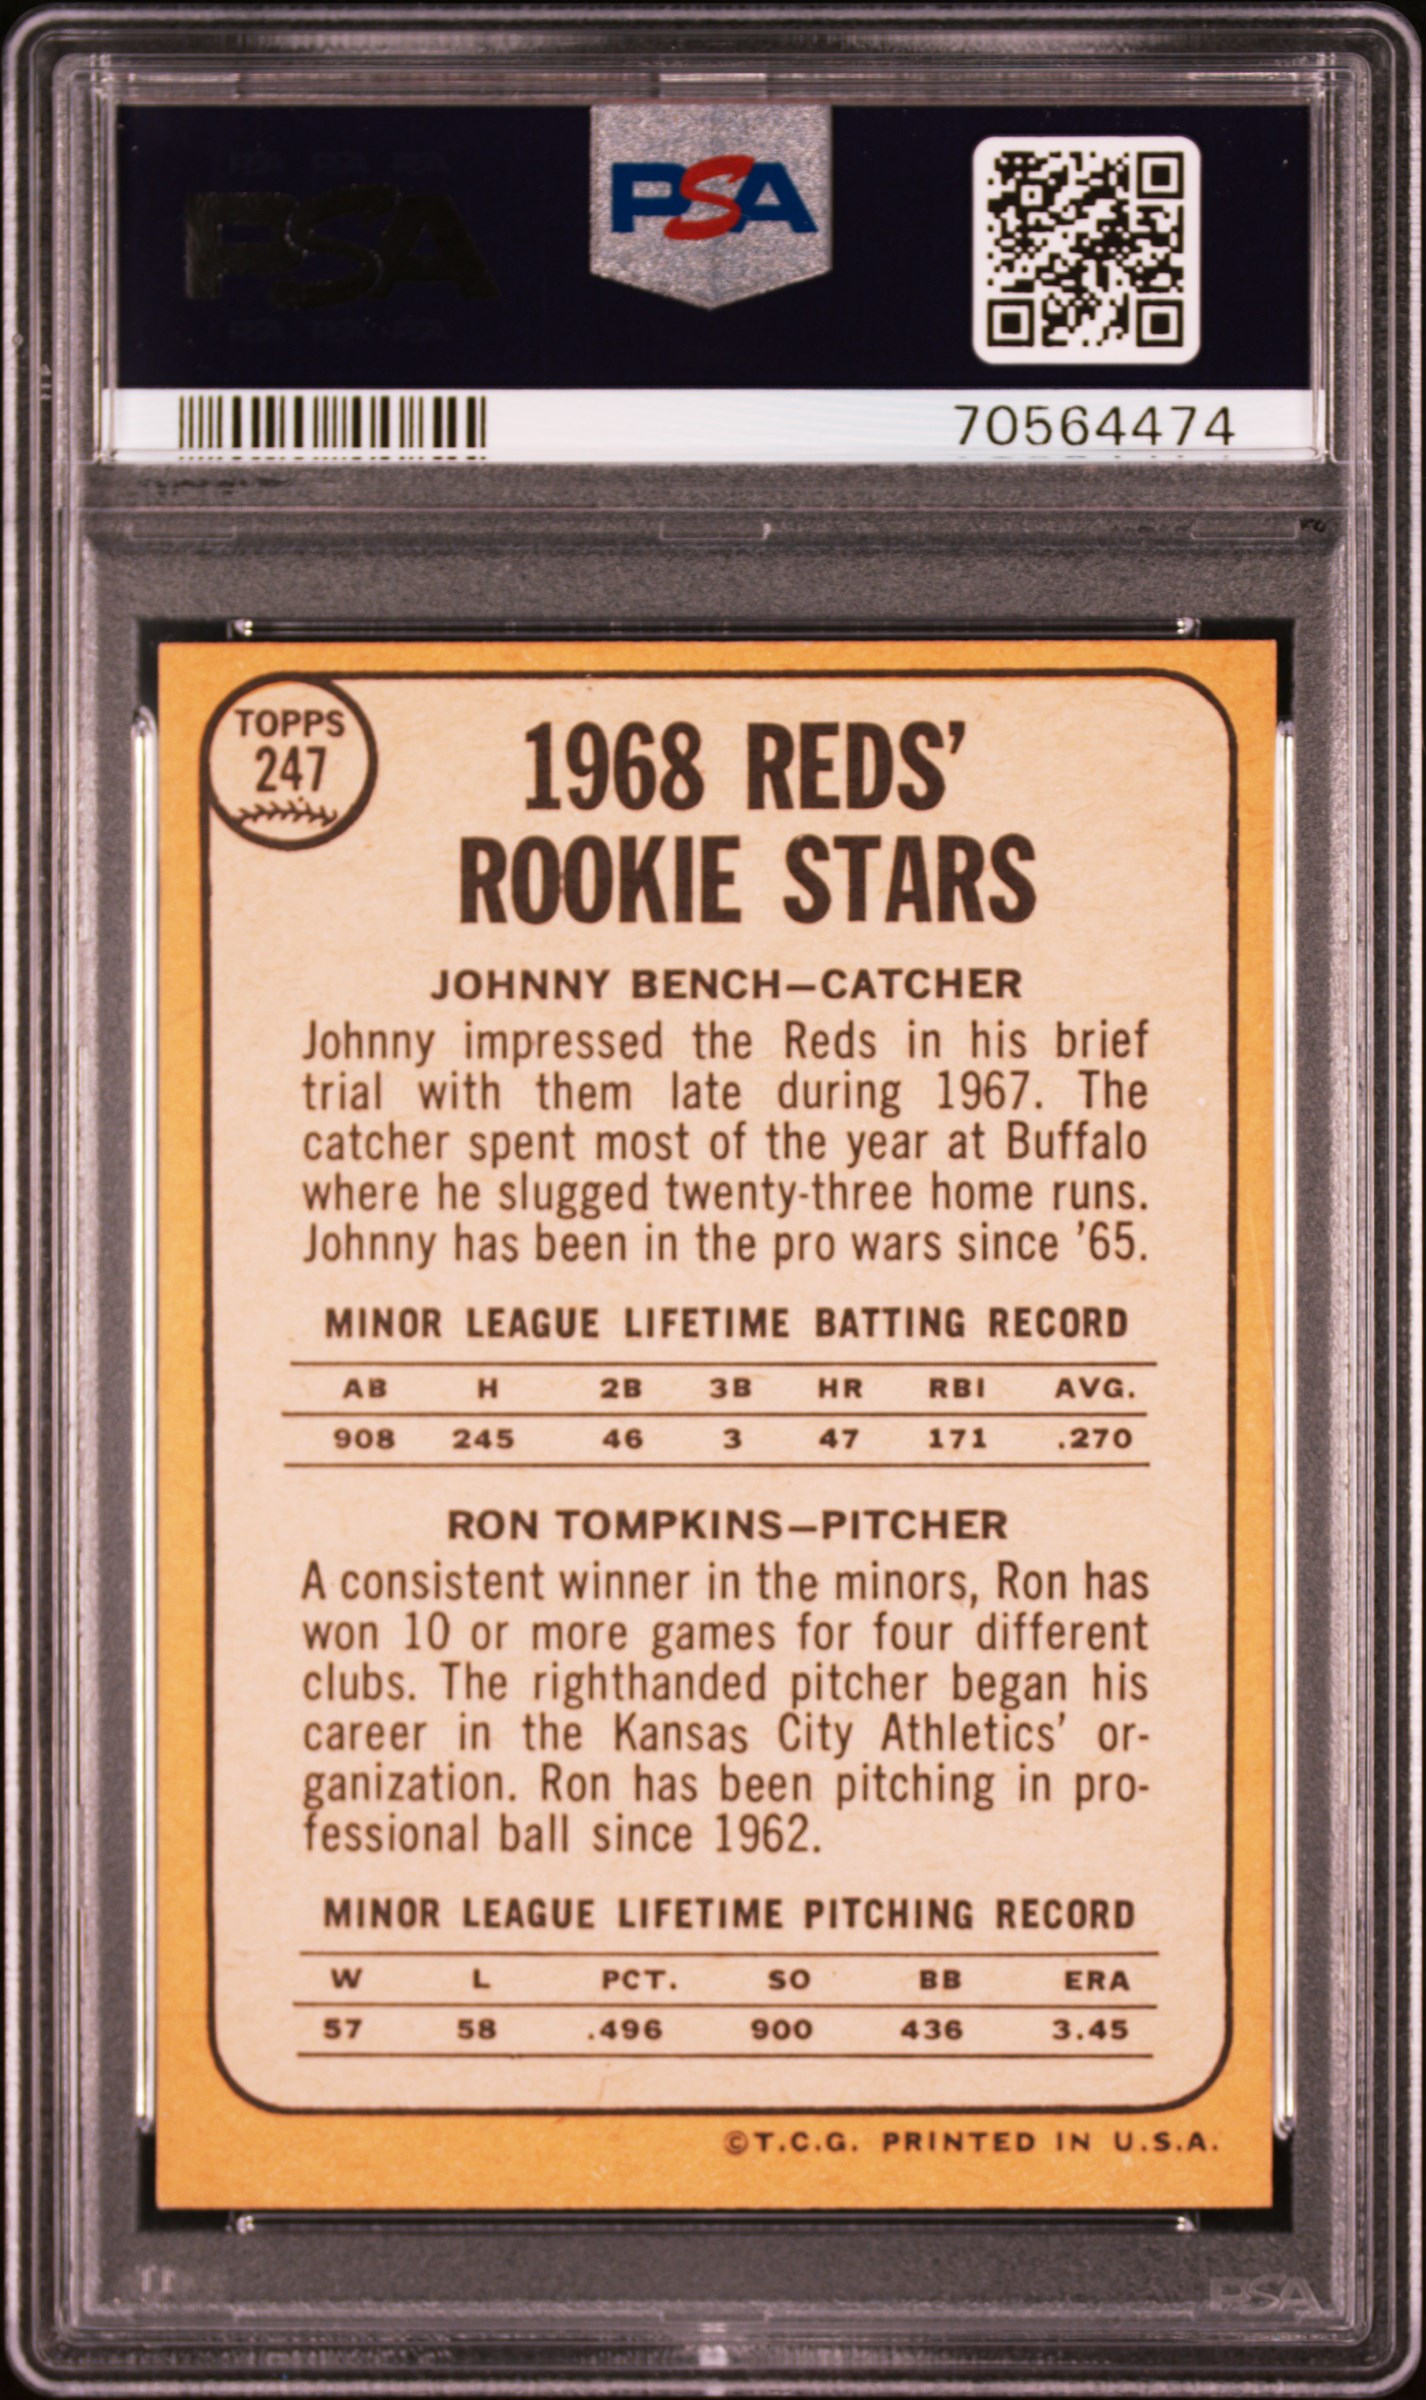 PSA
PSA
70564474
TOPPS
247
1968 REDS'
ROOKIE STARS
JOHNNY BENCH—CATCHER
Johnny impressed the Reds in his brief
trial with them late during 1967. The
catcher spent most of the year at Buffalo
where he slugged twenty-three home runs.
Johnny has been in the pro wars since '65.
MINOR LEAGUE LIFETIME BATTING RECORD
AB H 2B 3B HR RBI AVG.
908 245 46 3 47 171 .270
RON TOMPKINS—PITCHER
A consistent winner in the minors, Ron has
won 10 or more games for four different
clubs. The righthanded pitcher began his
career in the Kansas City Athletics' or-
ganization. Ron has been pitching in pro-
fessional ball since 1962.
MINOR LEAGUE LIFETIME PITCHING RECORD
W L PCT. SO BB ERA
57 58 .496 900 436 3.45
©T.C.G. PRINTED IN U.S.A.
PSA